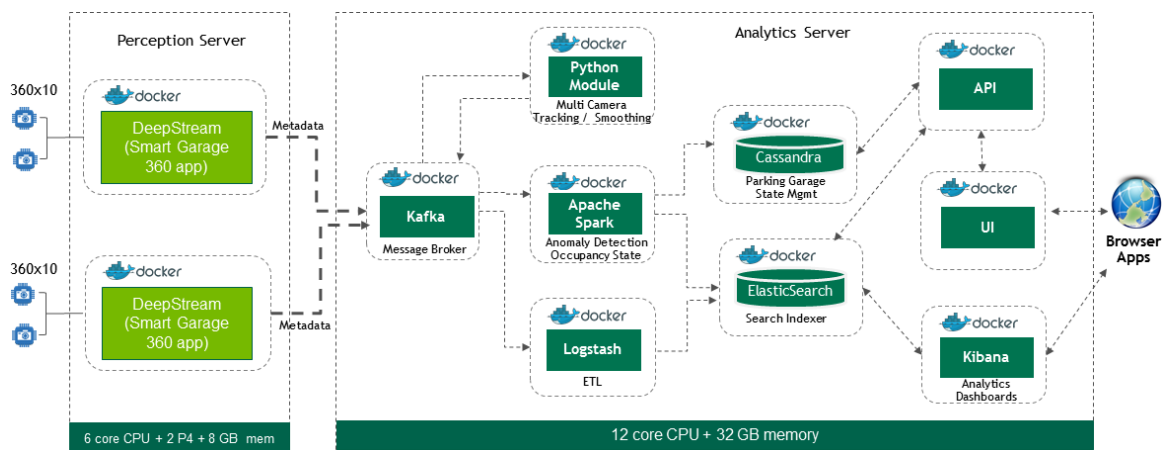 Perception Server
360x10
docker
DeepStream
(Smart Garage
360 app)
Metadata
360x10
docker
DeepStream
(Smart Garage
360 app)
Metadata
6 core CPU + 2 P4 + 8 GB mem
Analytics Server
docker
Python
Module
Multi Camera
Tracking / Smoothing
docker
Kafka
Message Broker
docker
Apache
Spark
Anomaly Detection
Occupancy State
docker
Logstash
ETL
docker
Cassandra
Parking Garage
State Mgmt
docker
ElasticSearch
Search Indexer
docker
API
docker
UI
docker
Kibana
Analytics
Dashboards
Browser
Apps
12 core CPU + 32 GB memory